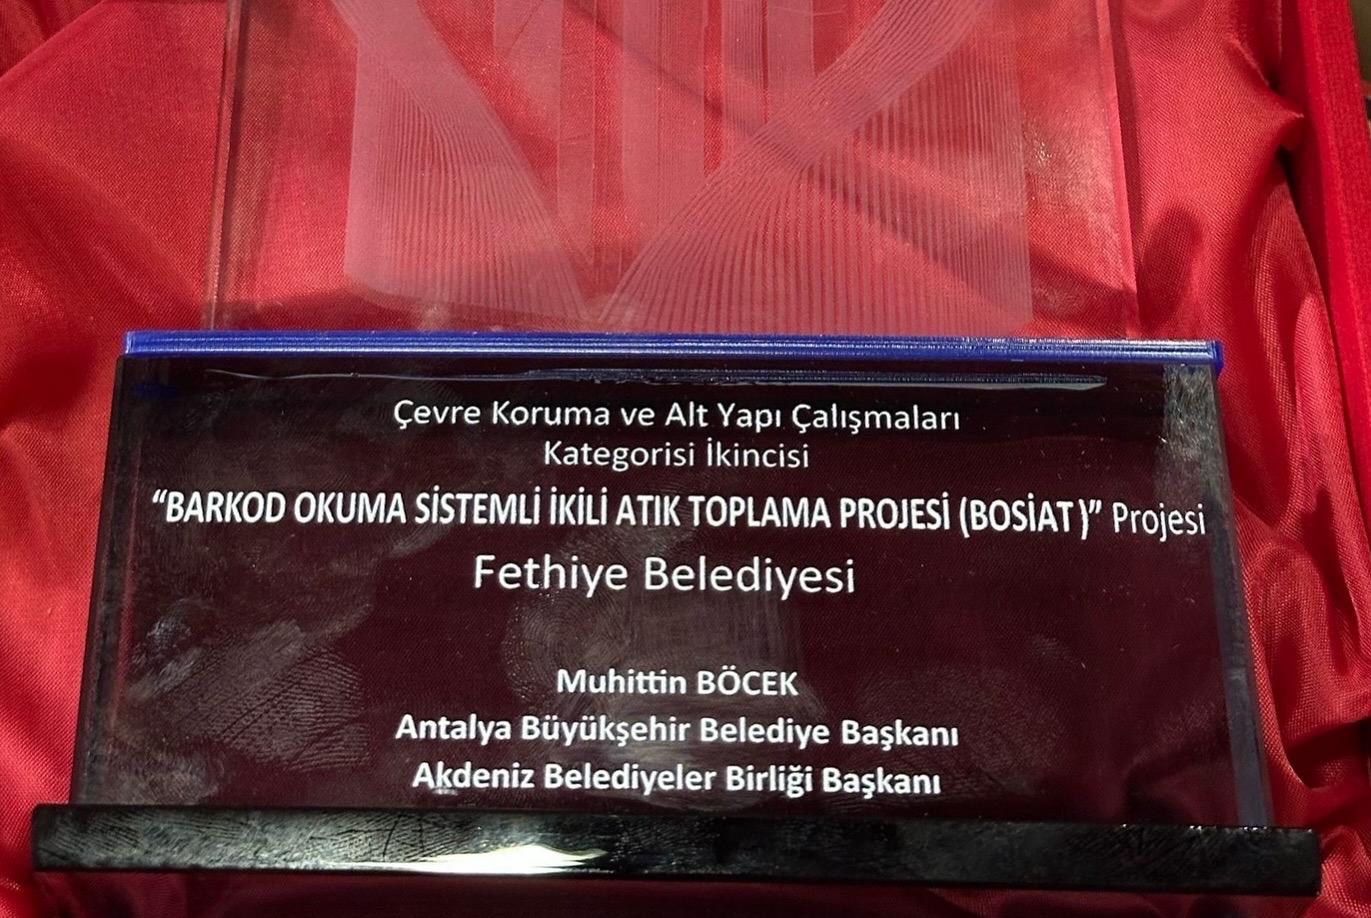 Çevre Koruma ve Alt Yapı Çalışmaları
Kategorisi İkincisi
“BARKOD OKUMA SİSTEMLİ İKİLİ ATIK TOPLAMA PROJESİ (BOSİAT)” Projesi
Fethiye Belediyesi
Muhittin BÖCEK
Antalya Büyükşehir Belediye Başkanı
Akdeniz Belediyeler Birliği Başkanı